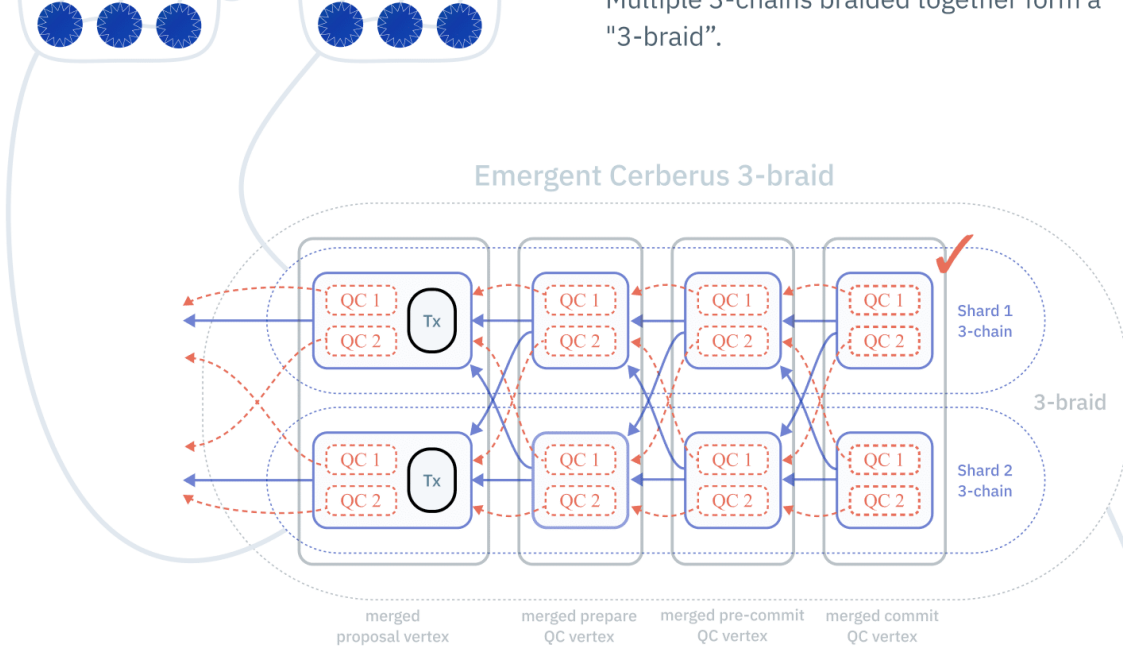 Multiple 3-chains braided together form a
"3-braid”.
Emergent Cerberus 3-braid
QC 1
QC 2
Tx
QC 1
QC 2
QC 1
QC 2
QC 1
QC 2
Shard 1
3-chain
3-braid
QC 1
QC 2
Tx
QC 1
QC 2
QC 1
QC 2
QC 1
QC 2
Shard 2
3-chain
merged
proposal vertex
merged prepare
QC vertex
merged pre-commit
QC vertex
merged commit
QC vertex